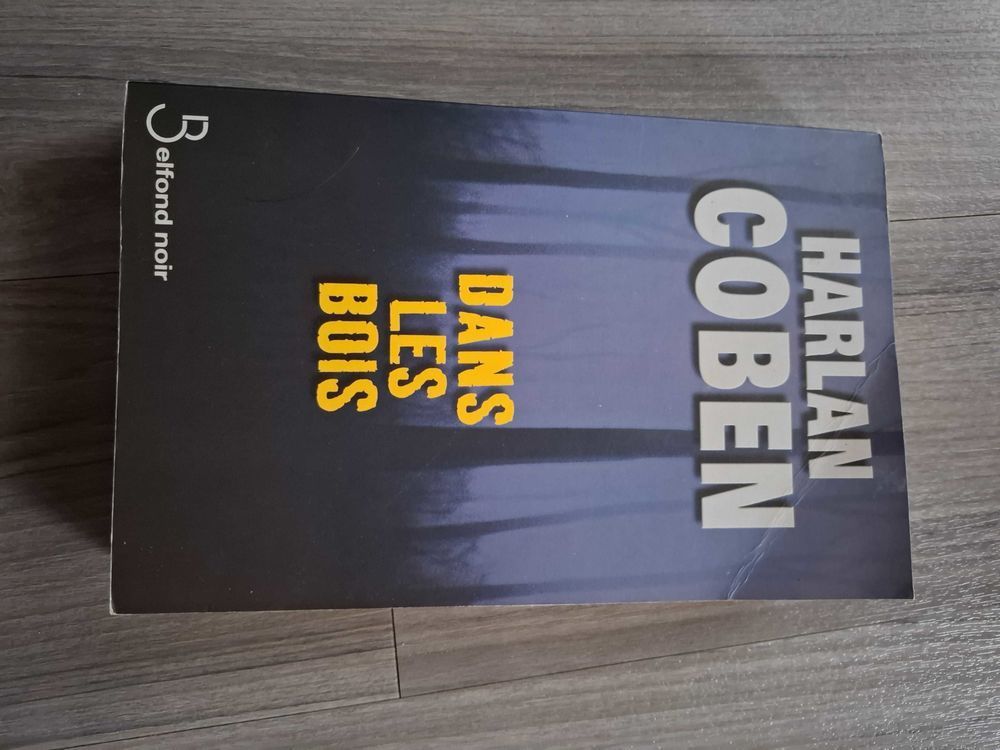 HARLAN
COBEN
DANS
LES
BOIS
Belfond noir